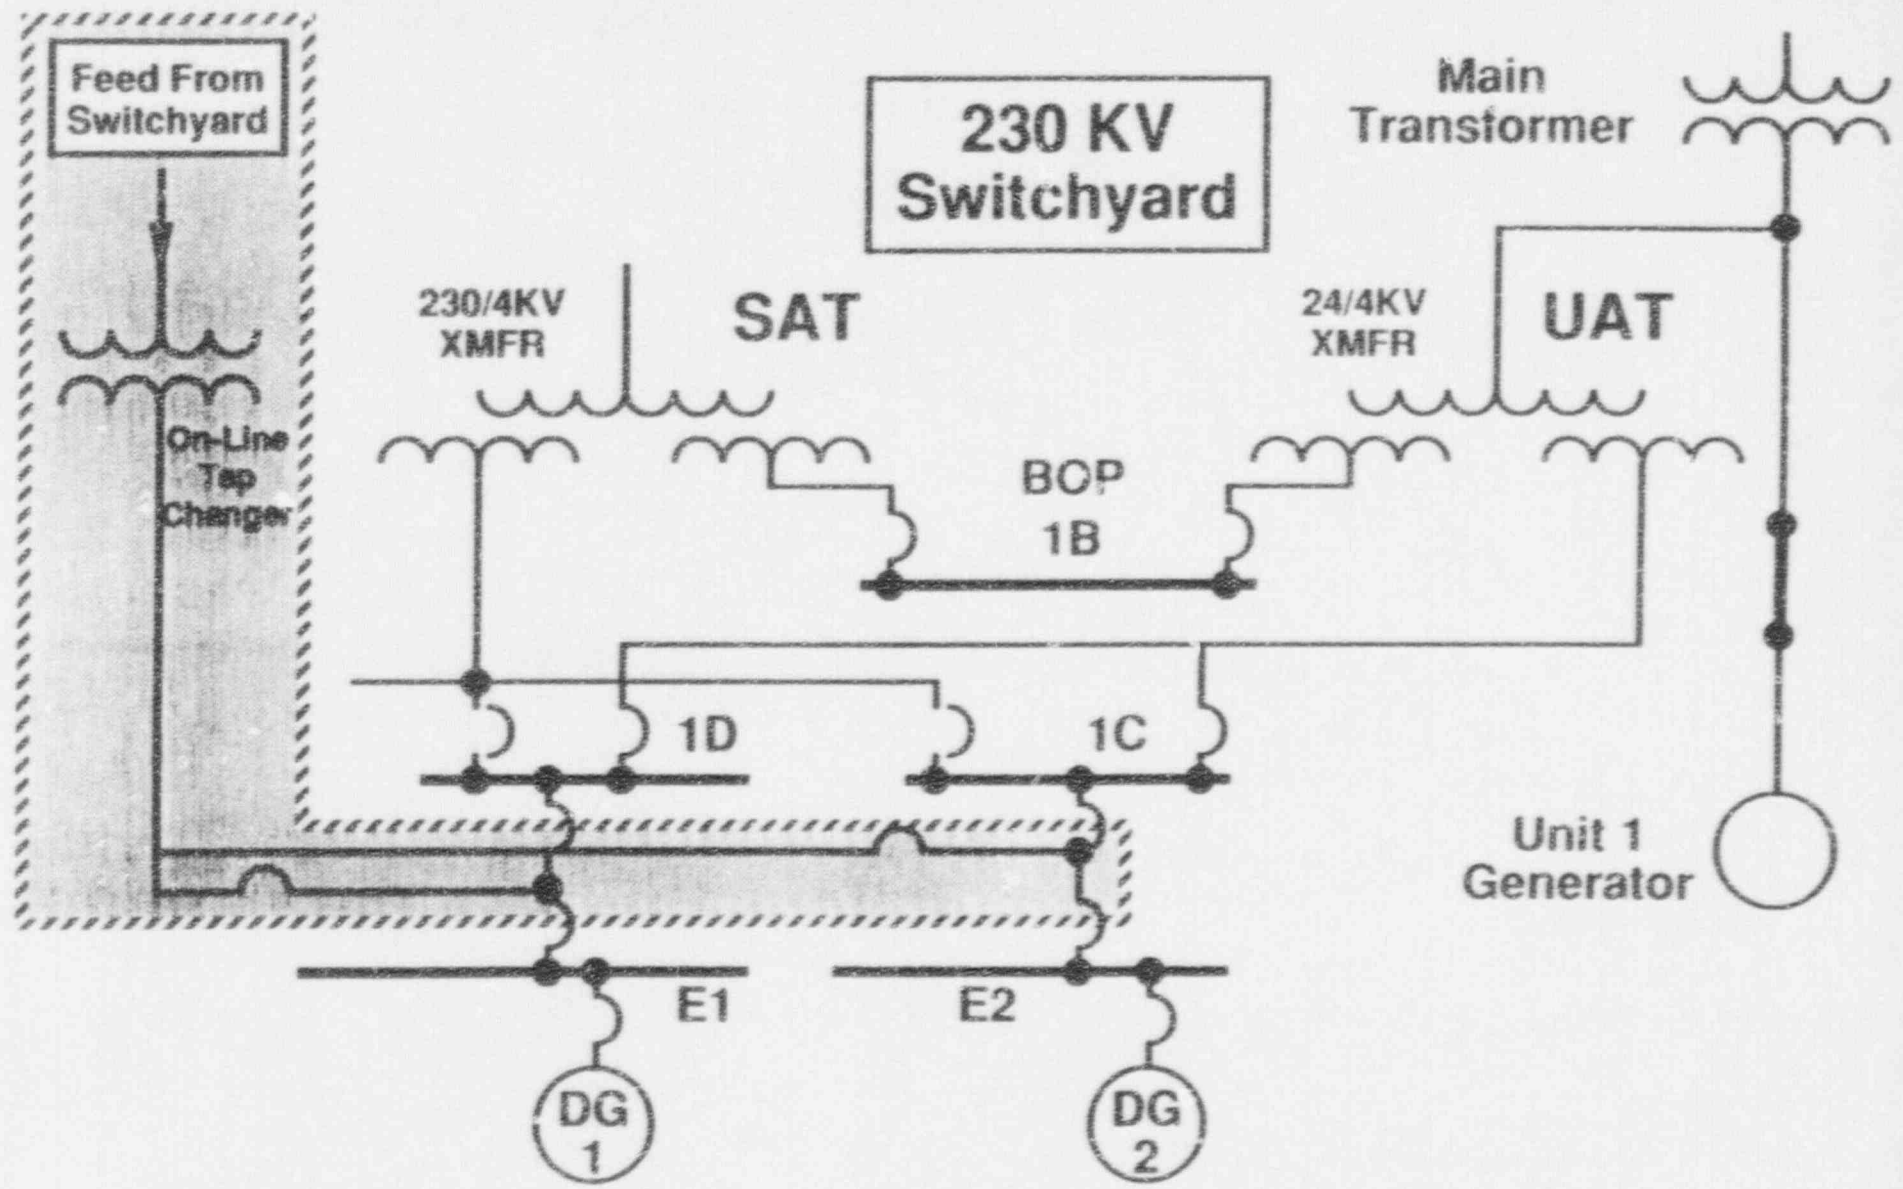 Feed From
Switchyard
230 KV
Switchyard
Main
Transformer
230/4KV
XMFR
SAT
24/4KV
XMFR
UAT
On-Line
Tap
Changer
BOP
1B
1D
1C
Unit 1
Generator
E1
E2
DG
1
DG
2